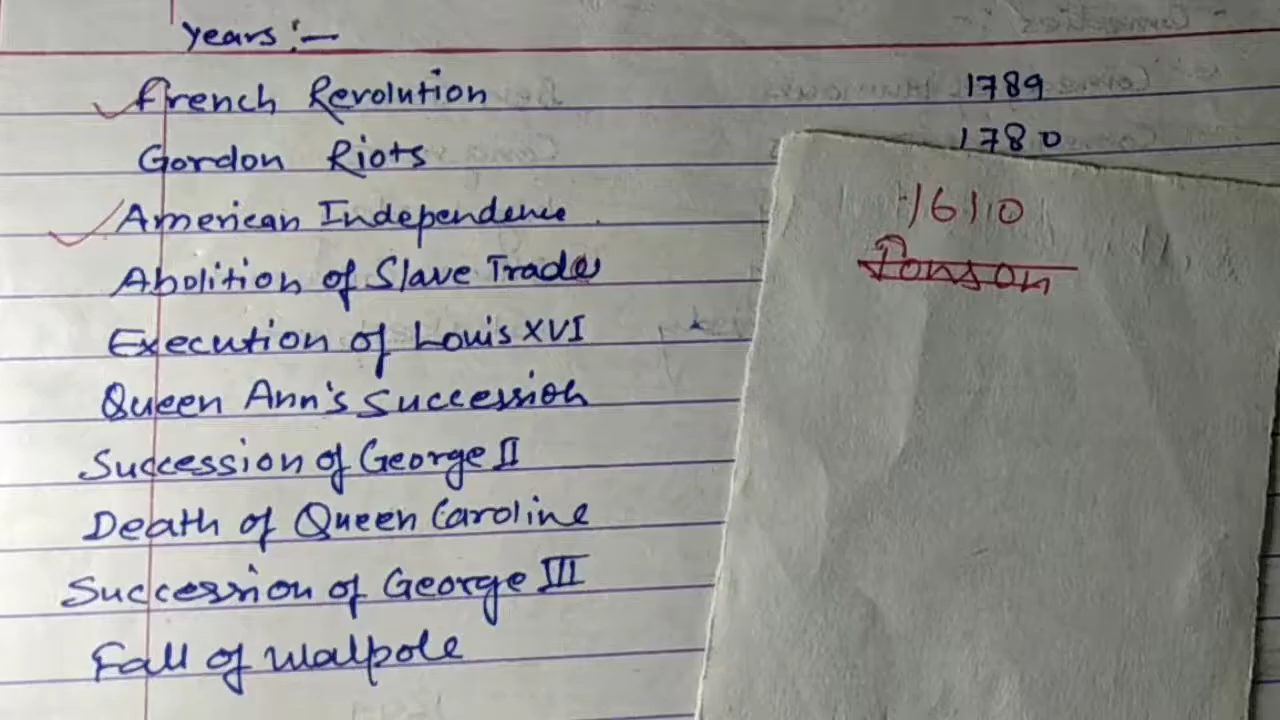 years:—
French Revolution 1789
Gordon Riots 1780
American Independence
1610
Abolition of Slave Trade
Execution of Louis XVI
Queen Ann's Succession
Succession of George II
Death of Queen Caroline
Succession of George III
Fall of Walpole